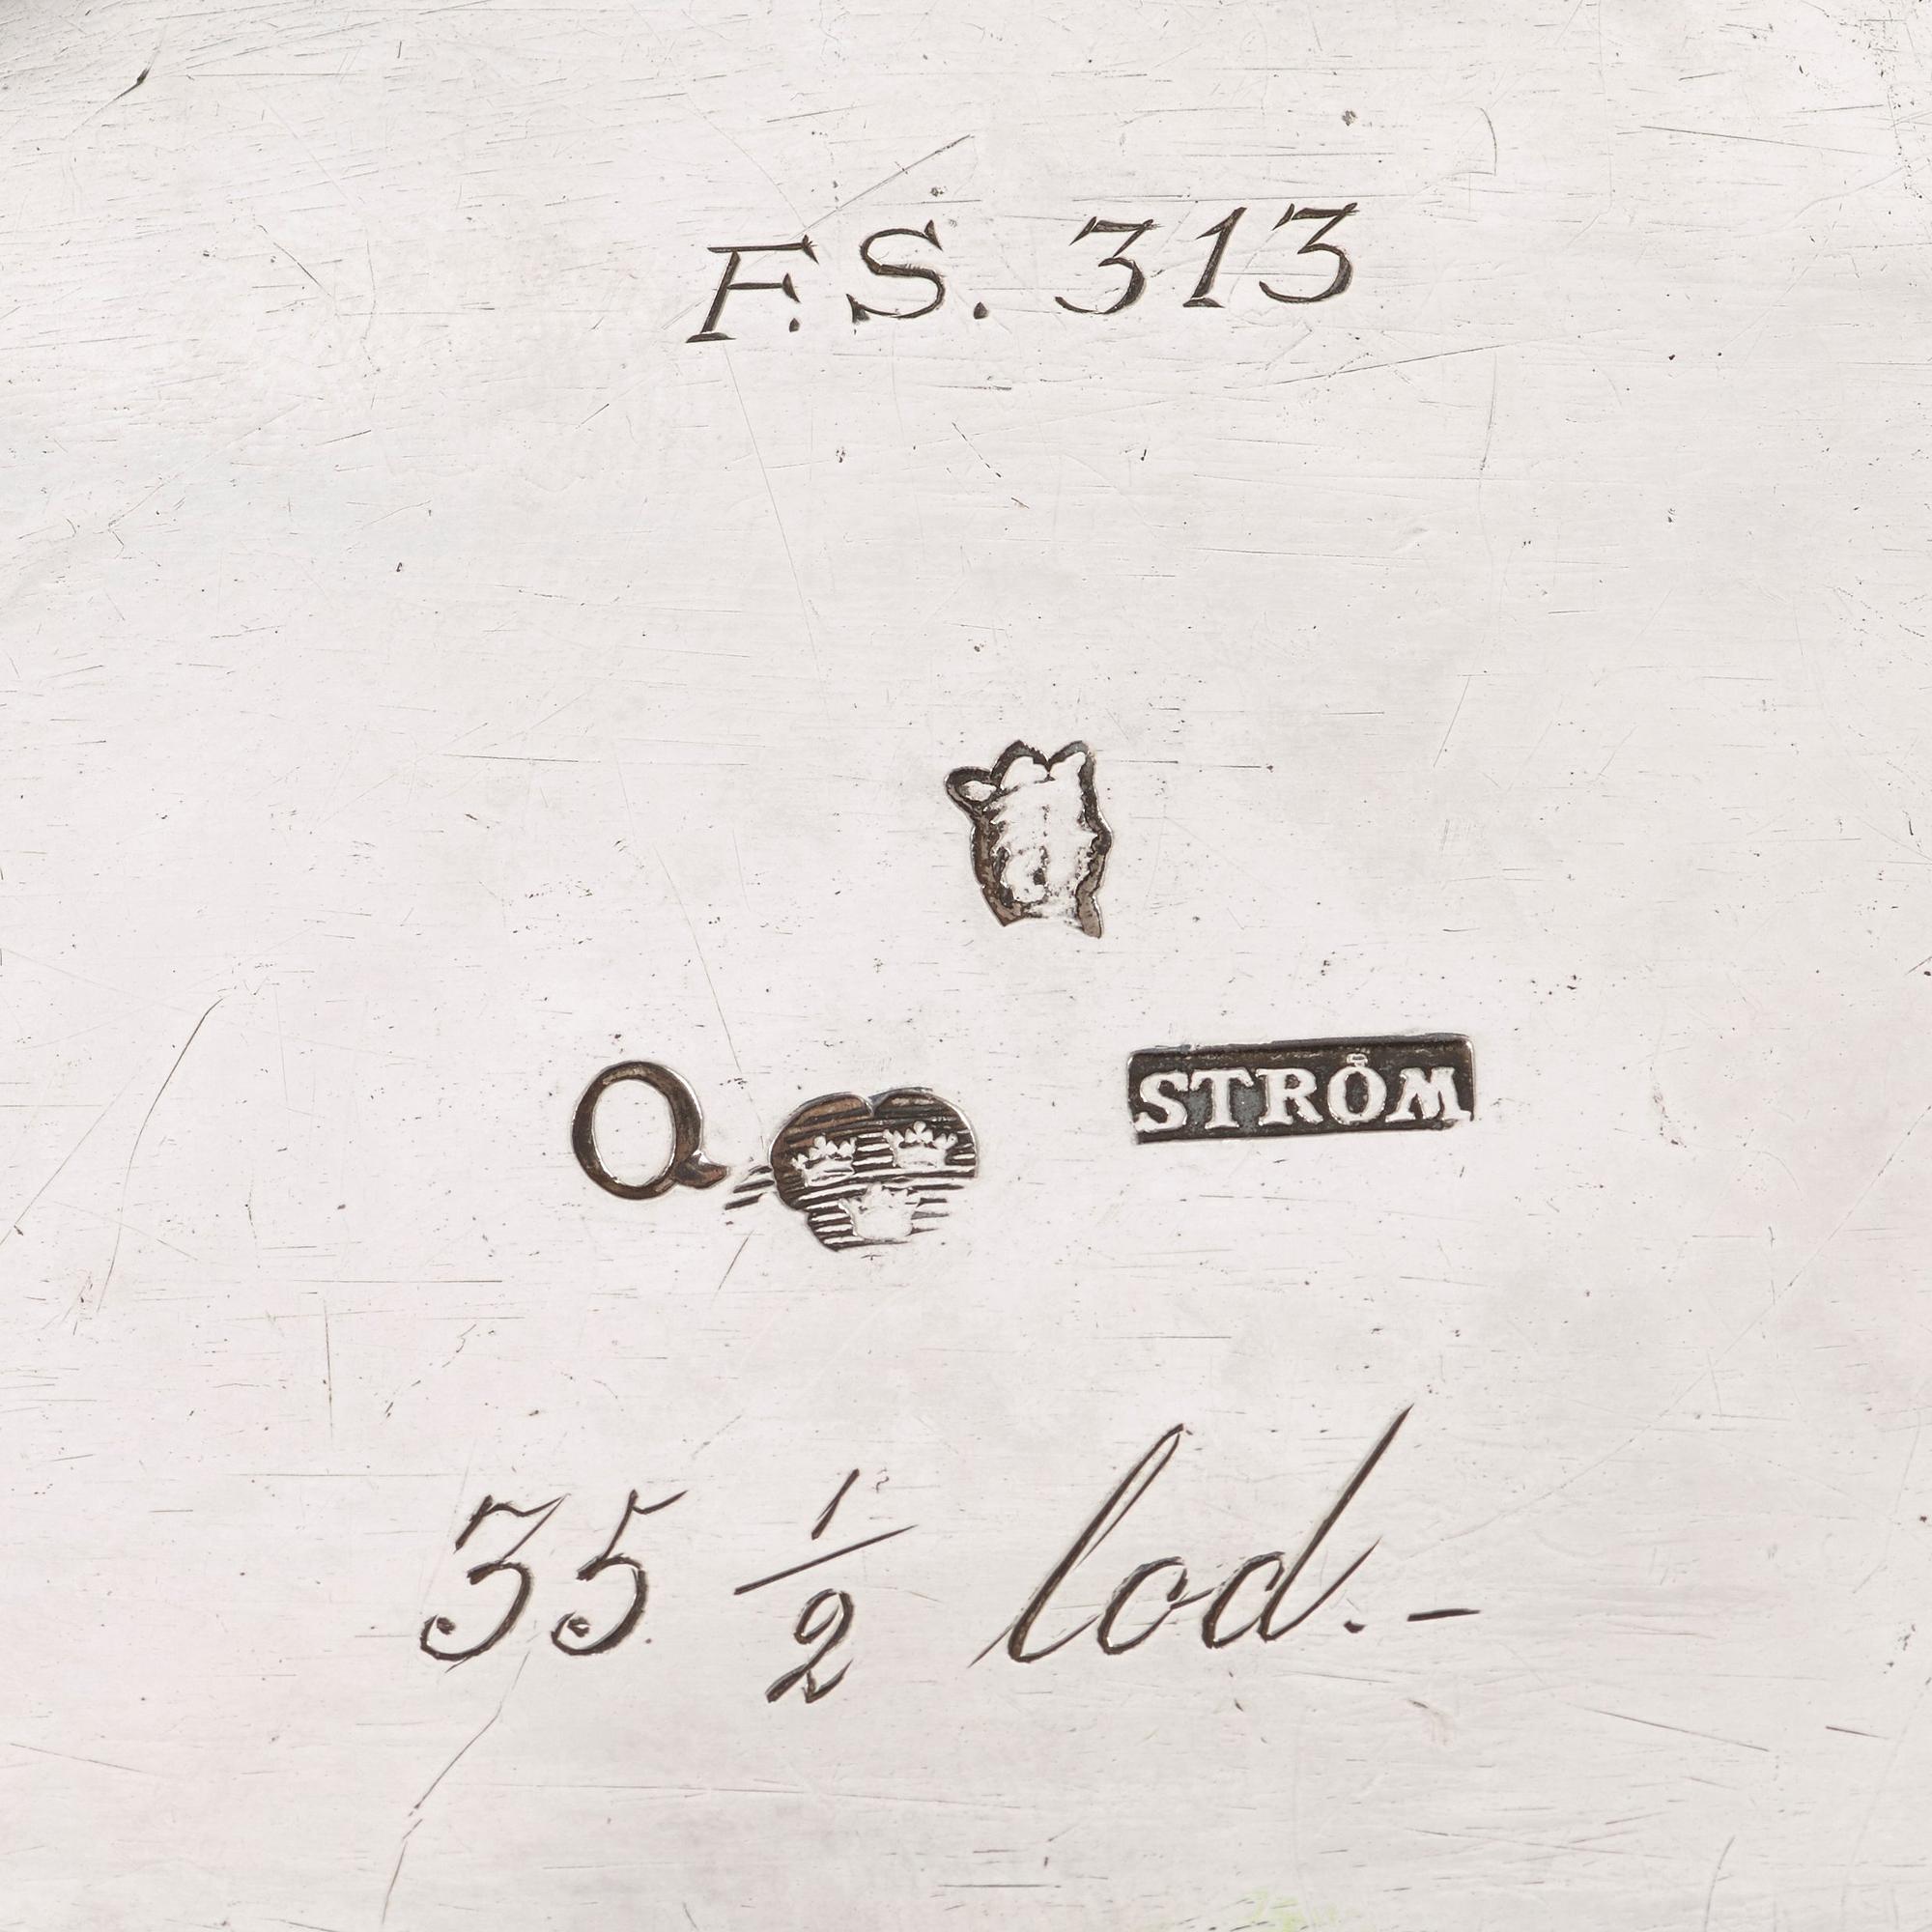 F.S. 313
Q STRÖM
35 1/2 lod.-